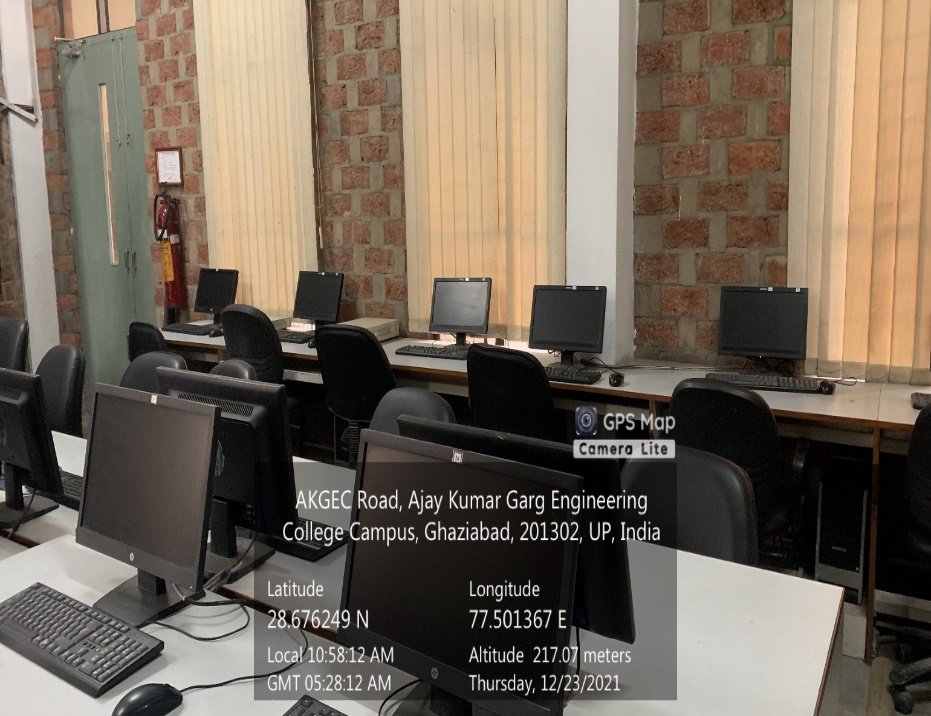 GPS Map
Camera Lite
AKGEC Road, Ajay Kumar Garg Engineering
College Campus, Ghaziabad, 201302, UP, India
Latitude
28.676249 N
Longitude
77.501367 E
Local 10:58:12 AM
GMT 05:28:12 AM
Altitude 217.07 meters
Thursday, 12/23/2021